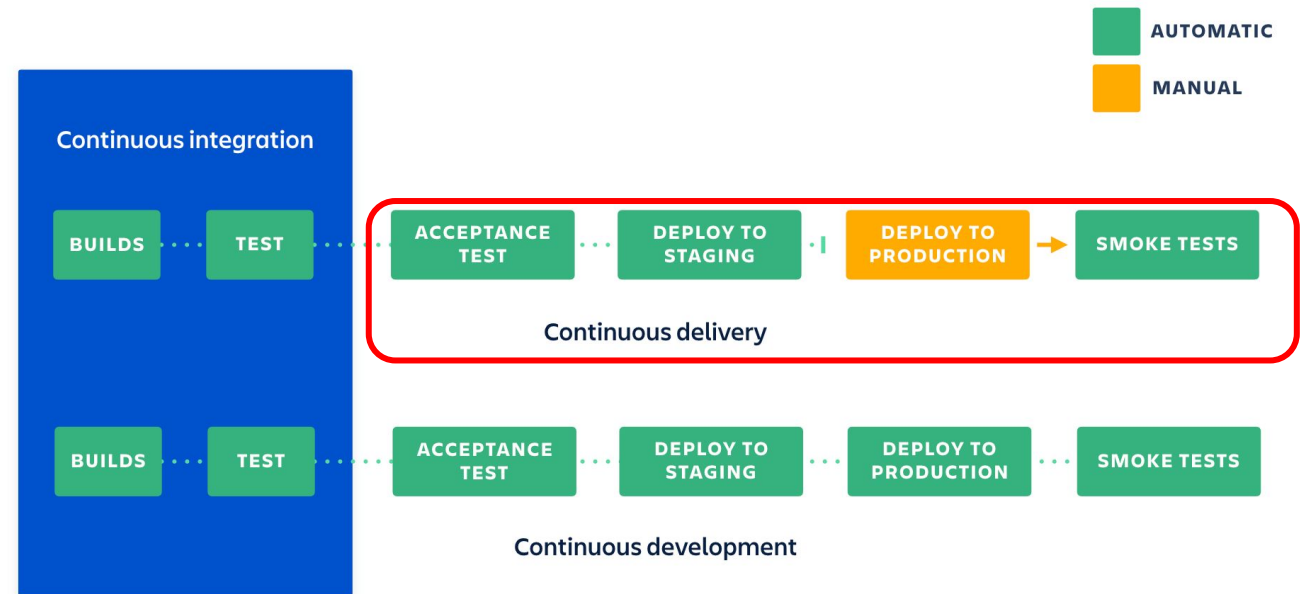 AUTOMATIC
MANUAL
Continuous integration
BUILDS
TEST
ACCEPTANCE
TEST
DEPLOY TO
STAGING
DEPLOY TO
PRODUCTION
SMOKE TESTS
Continuous delivery
BUILDS
TEST
ACCEPTANCE
TEST
DEPLOY TO
STAGING
DEPLOY TO
PRODUCTION
SMOKE TESTS
Continuous development